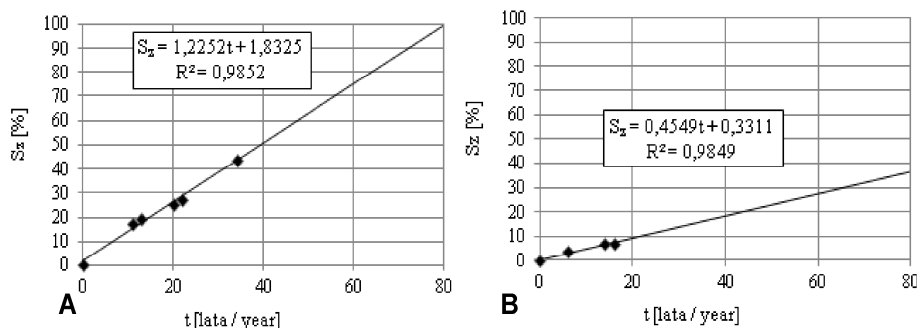 100
90
80
70
60
50
40
30
20
10
0
Sz [%]
S_z = 1,2252t + 1,8325
R² = 0,9852
0 20 40 60 80
A
t [lata / year]
100
90
80
70
60
50
40
30
20
10
0
Sz [%]
S_z = 0,4549t + 0,3311
R² = 0,9849
0 20 40 60 80
B
t [lata / year]